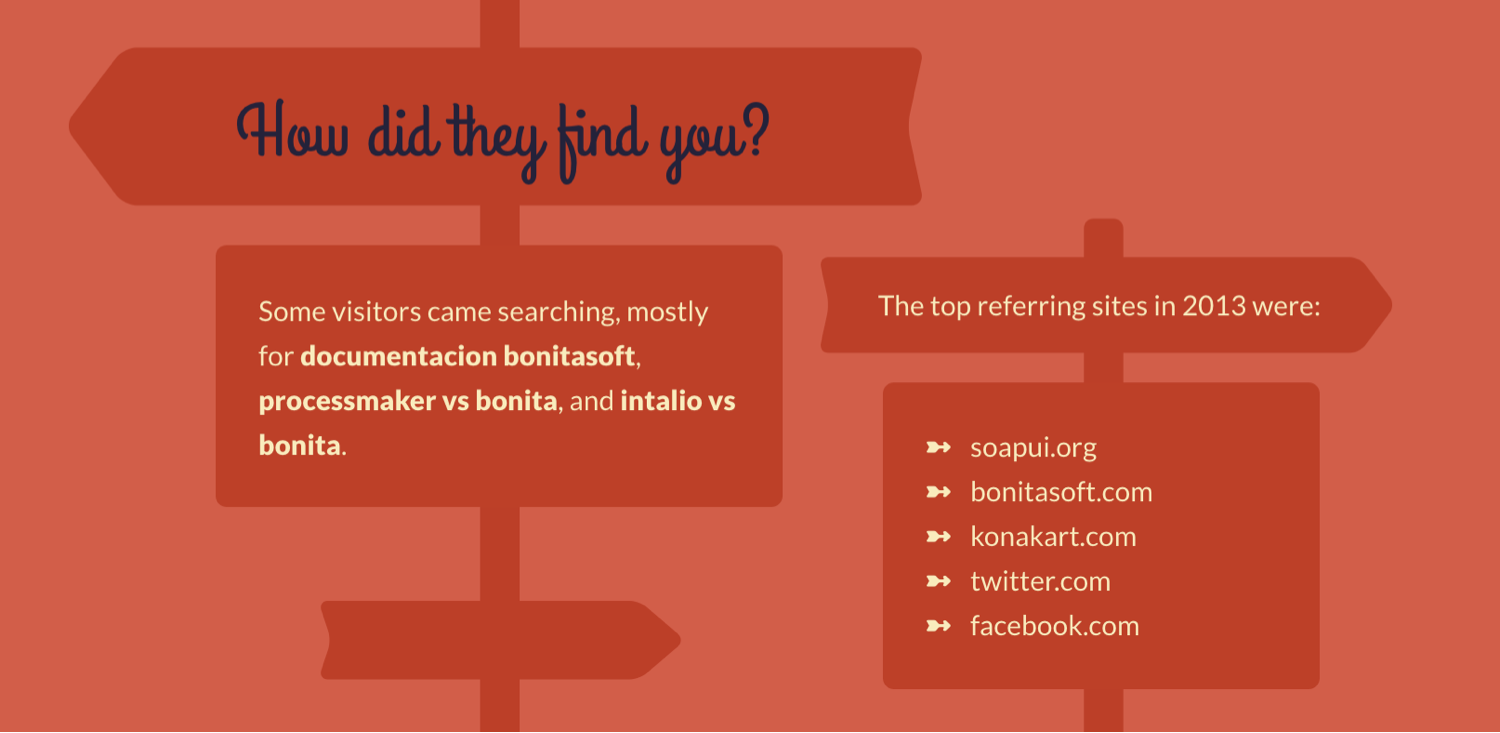 How did they find you?
Some visitors came searching, mostly
for documentacion bonitasoft,
processmaker vs bonita, and intalio vs
bonita.
The top referring sites in 2013 were:
soapui.org
bonitasoft.com
konakart.com
twitter.com
facebook.com